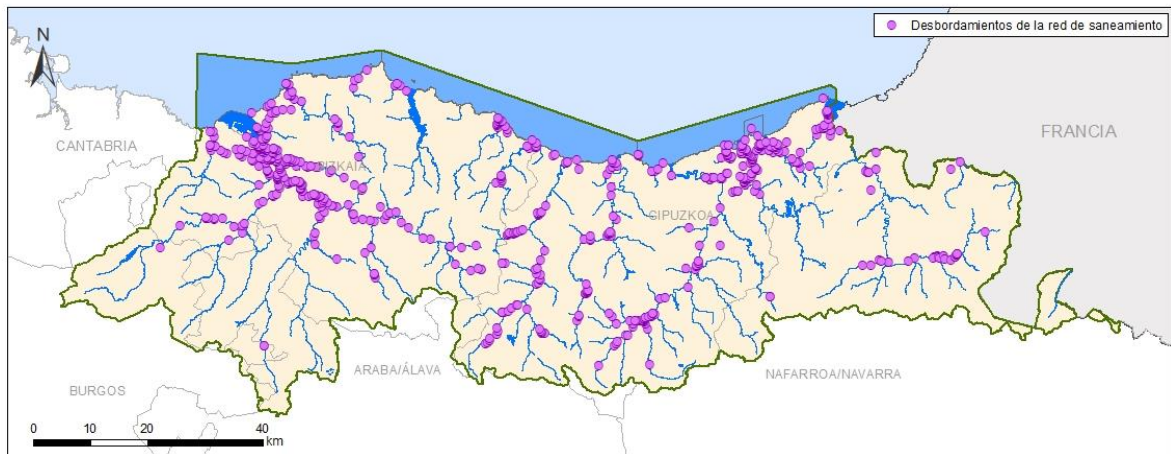 Desbordamientos de la red de saneamiento
N
FRANCIA
CANTABRIA
BIZKAIA
GIPUZKOA
ARABA/ÁLAVA
NAFARROA/NAVARRA
BURGOS
0 10 20 40
km